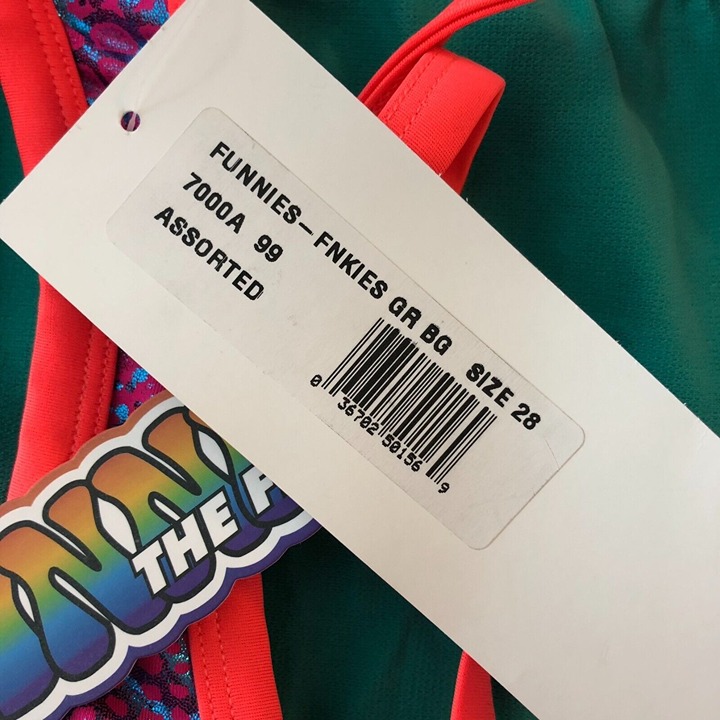 FUNNIES-FNKIES GR BG SIZE 28
7000A 99
ASSORTED
0 36702 50156 9
THE